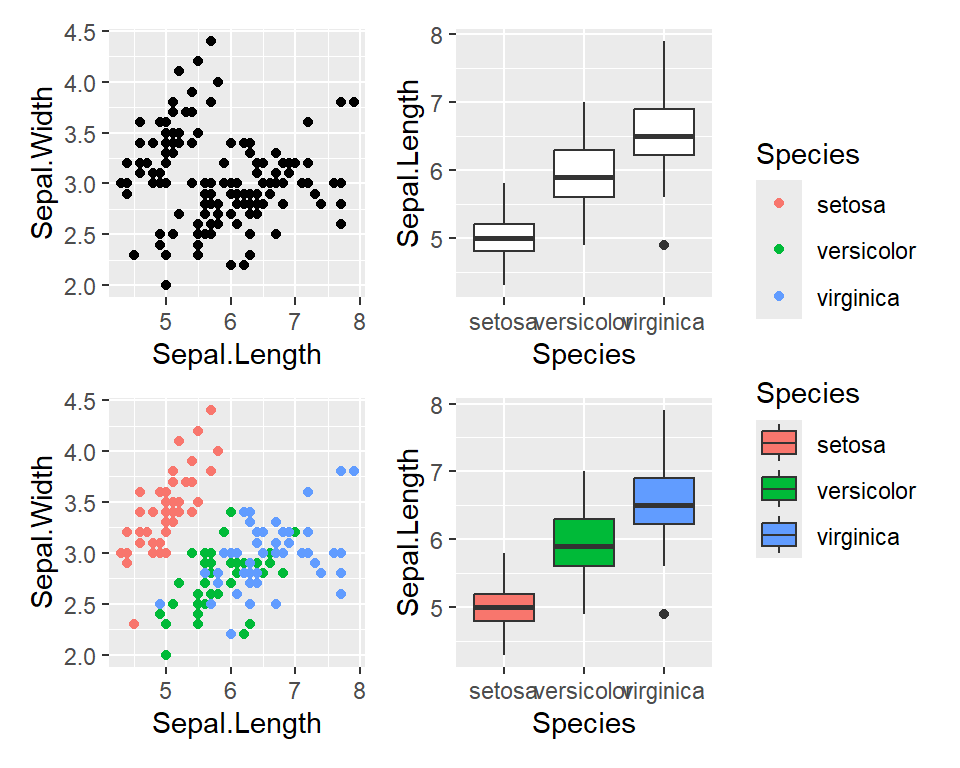 4.5
4.0
3.5
3.0
2.5
2.0
Sepal.Width
5 6 7 8
Sepal.Length
8
7
6
5
Sepal.Length
setosa versicolor virginica
Species
Species
setosa
versicolor
virginica
4.5
4.0
3.5
3.0
2.5
2.0
Sepal.Width
5 6 7 8
Sepal.Length
8
7
6
5
Sepal.Length
setosa versicolor virginica
Species
Species
setosa
versicolor
virginica